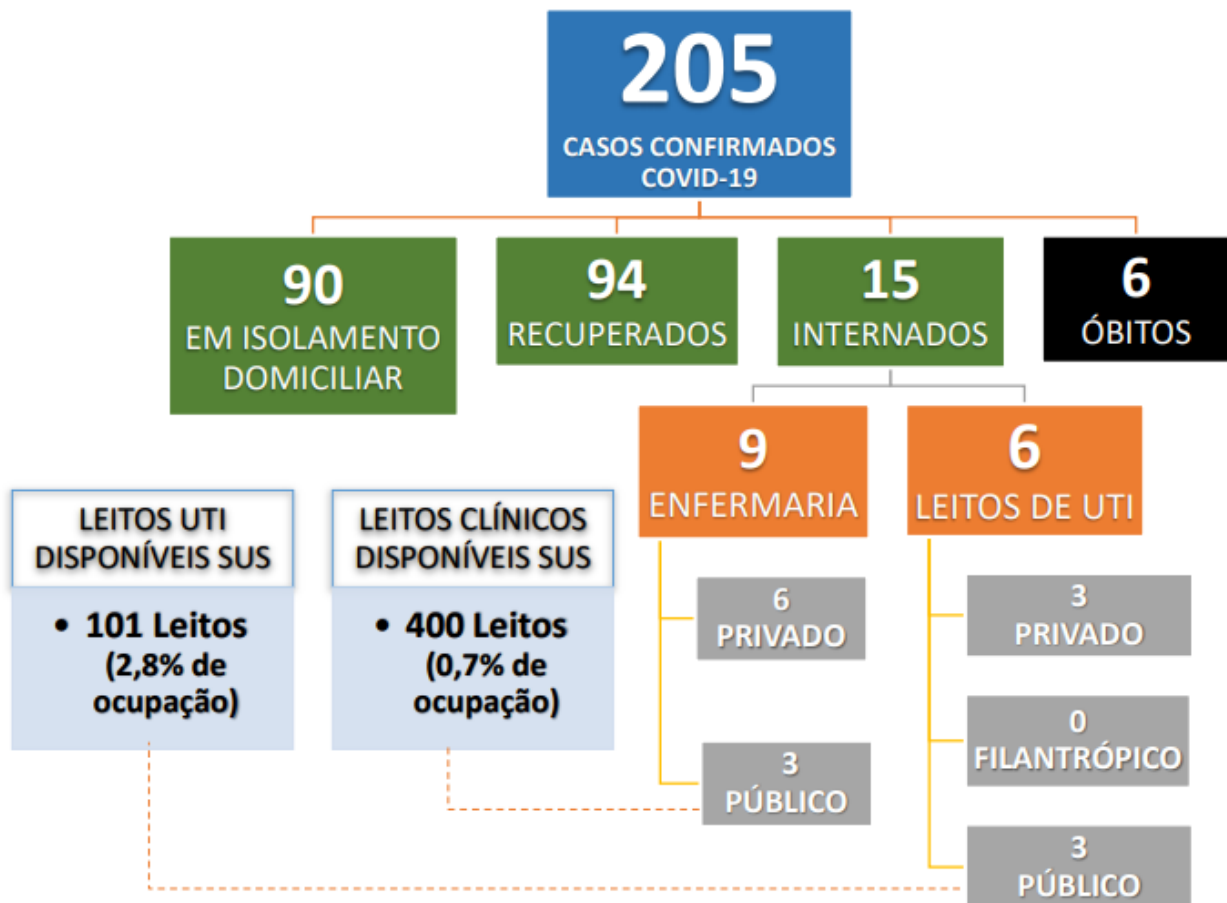 205
CASOS CONFIRMADOS
COVID-19
90
EM ISOLAMENTO
DOMICILIAR
94
RECUPERADOS
15
INTERNADOS
6
ÓBITOS
9
ENFERMARIA
6
LEITOS DE UTI
LEITOS UTI
DISPONÍVEIS SUS
• 101 Leitos
(2,8% de
ocupação)
LEITOS CLÍNICOS
DISPONÍVEIS SUS
• 400 Leitos
(0,7% de
ocupação)
6
PRIVADO
3
PÚBLICO
3
PRIVADO
0
FILANTRÓPICO
3
PÚBLICO